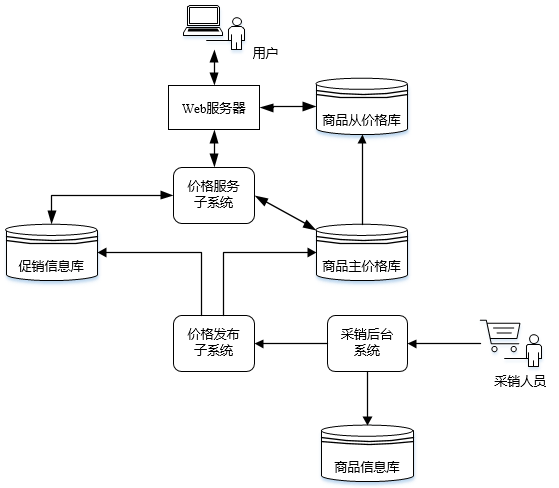 用户
Web服务器
商品从价格库
价格服务
子系统
促销信息库
商品主价格库
价格发布
子系统
采销后台
系统
采销人员
商品信息库